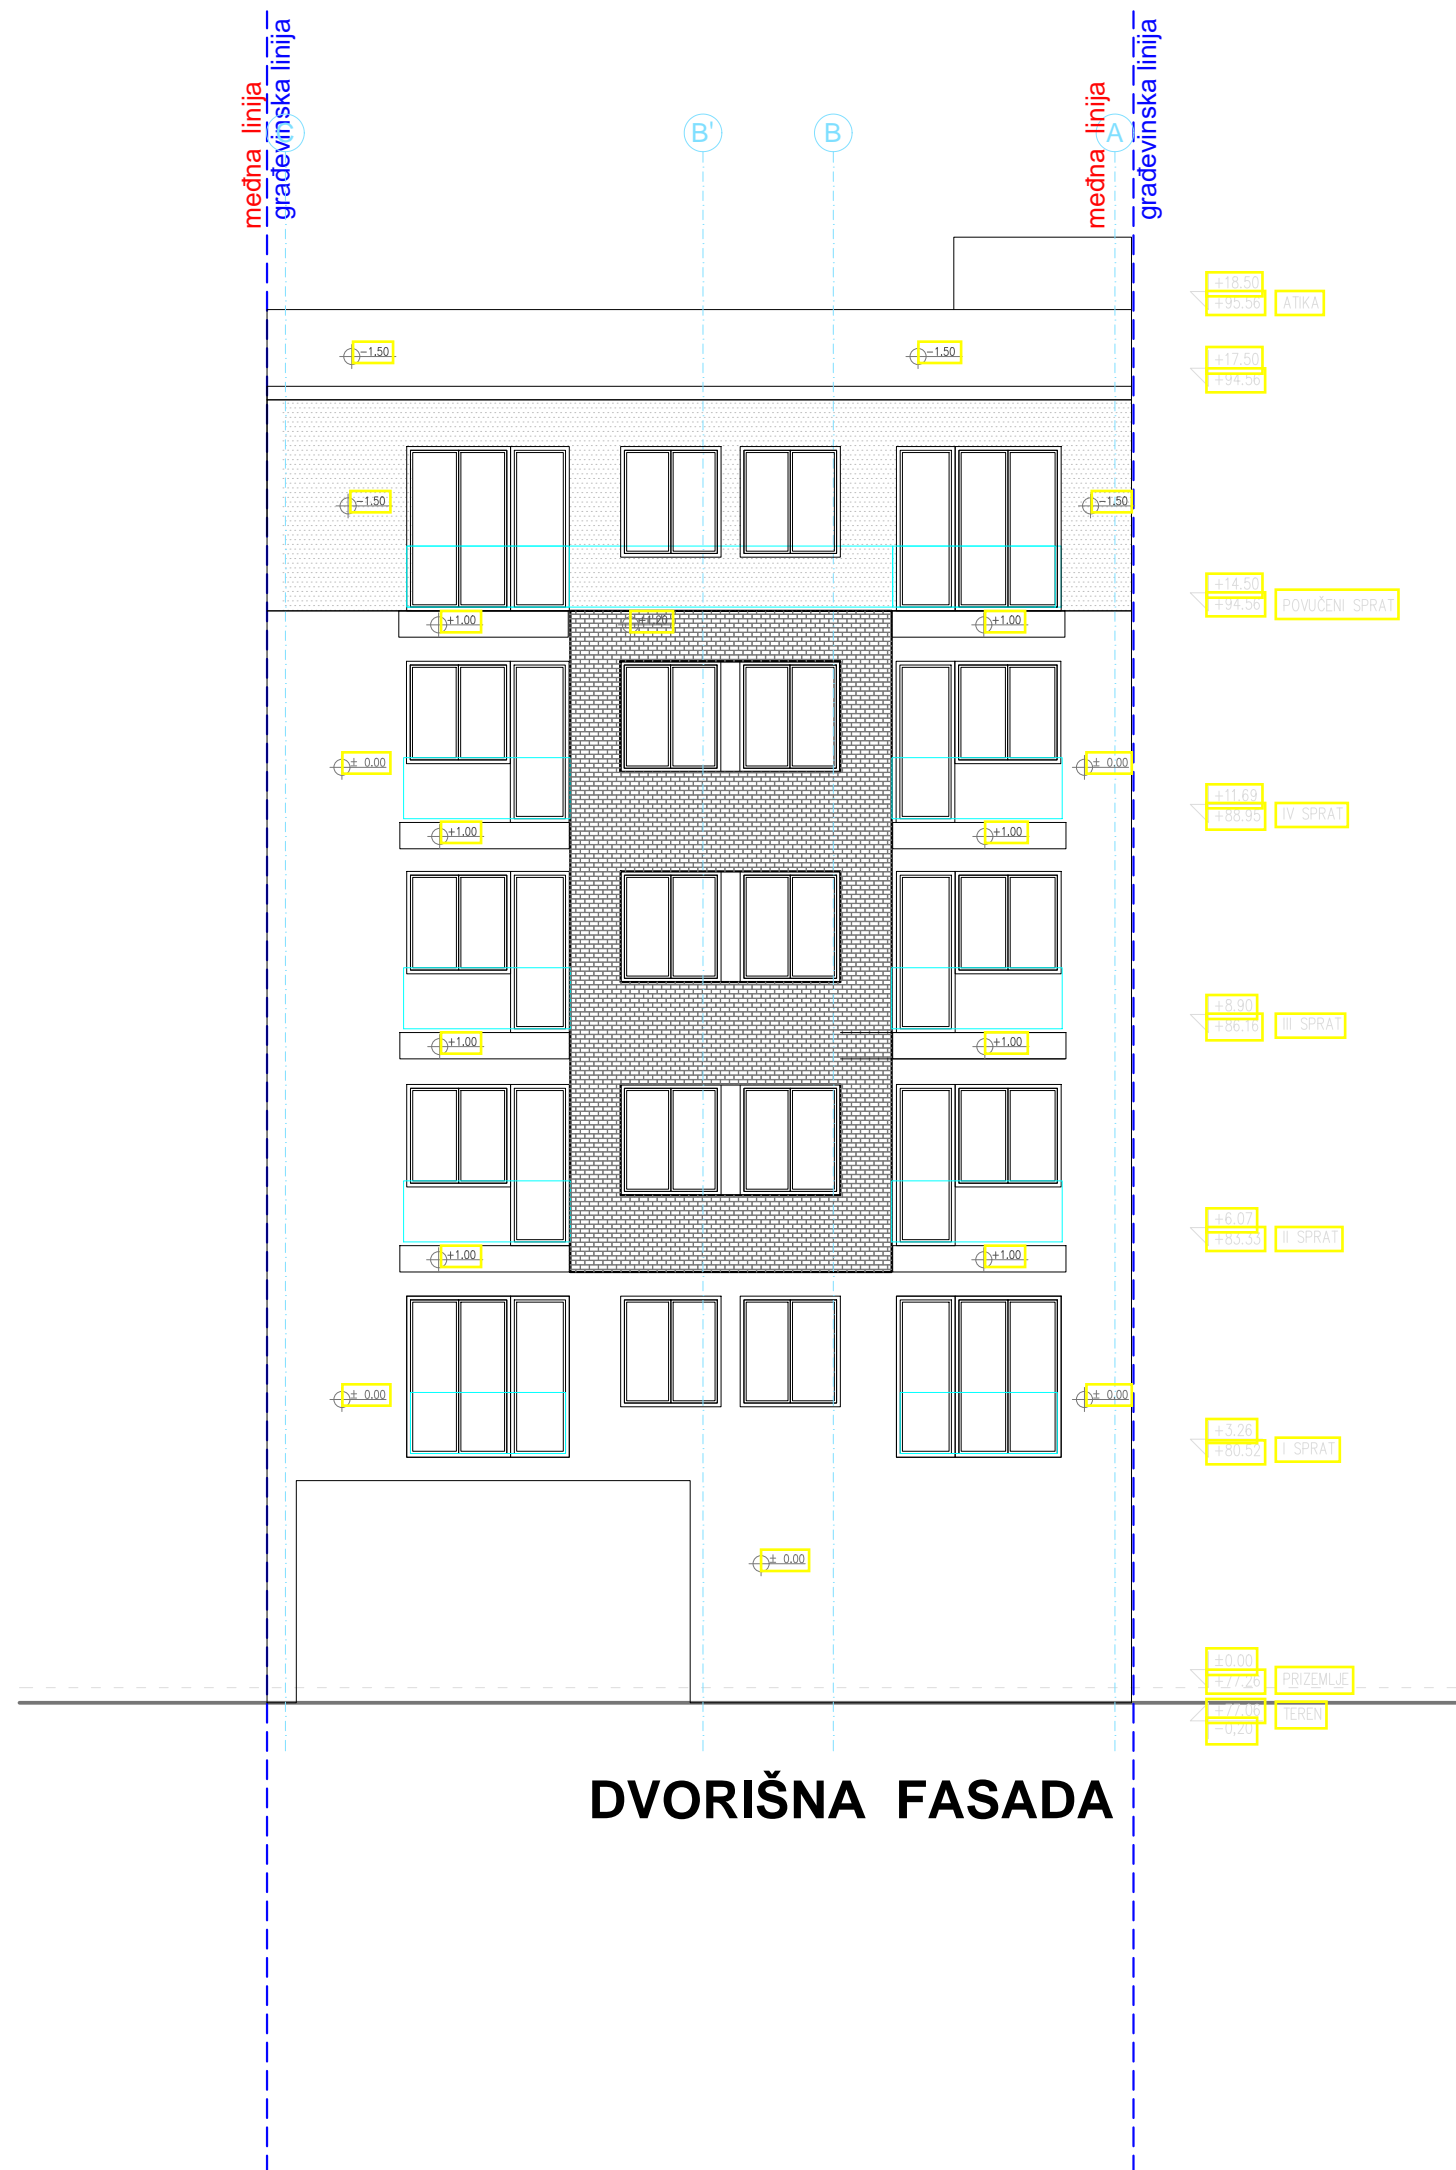 međna linija
građevinska linija
međna linija
građevinska linija
C
B'
B
A
+18.50
+95.56 ATIKA
-1.50
-1.50
+17.50
+94.56
-1.50
-1.50
+14.50
+94.56 POVUČENI SPRAT
+1.00
+1.20
+1.00
± 0.00
± 0.00
+11.69
+88.95 IV SPRAT
+1.00
+1.00
+8.90
+86.16 III SPRAT
+1.00
+1.00
+6.07
+83.33 II SPRAT
+1.00
+1.00
± 0.00
± 0.00
+3.26
+80.52 I SPRAT
± 0.00
±0.00
+77.26 PRIZEMLJE
+77.06 TEREN
-0,20
DVORIŠNA FASADA